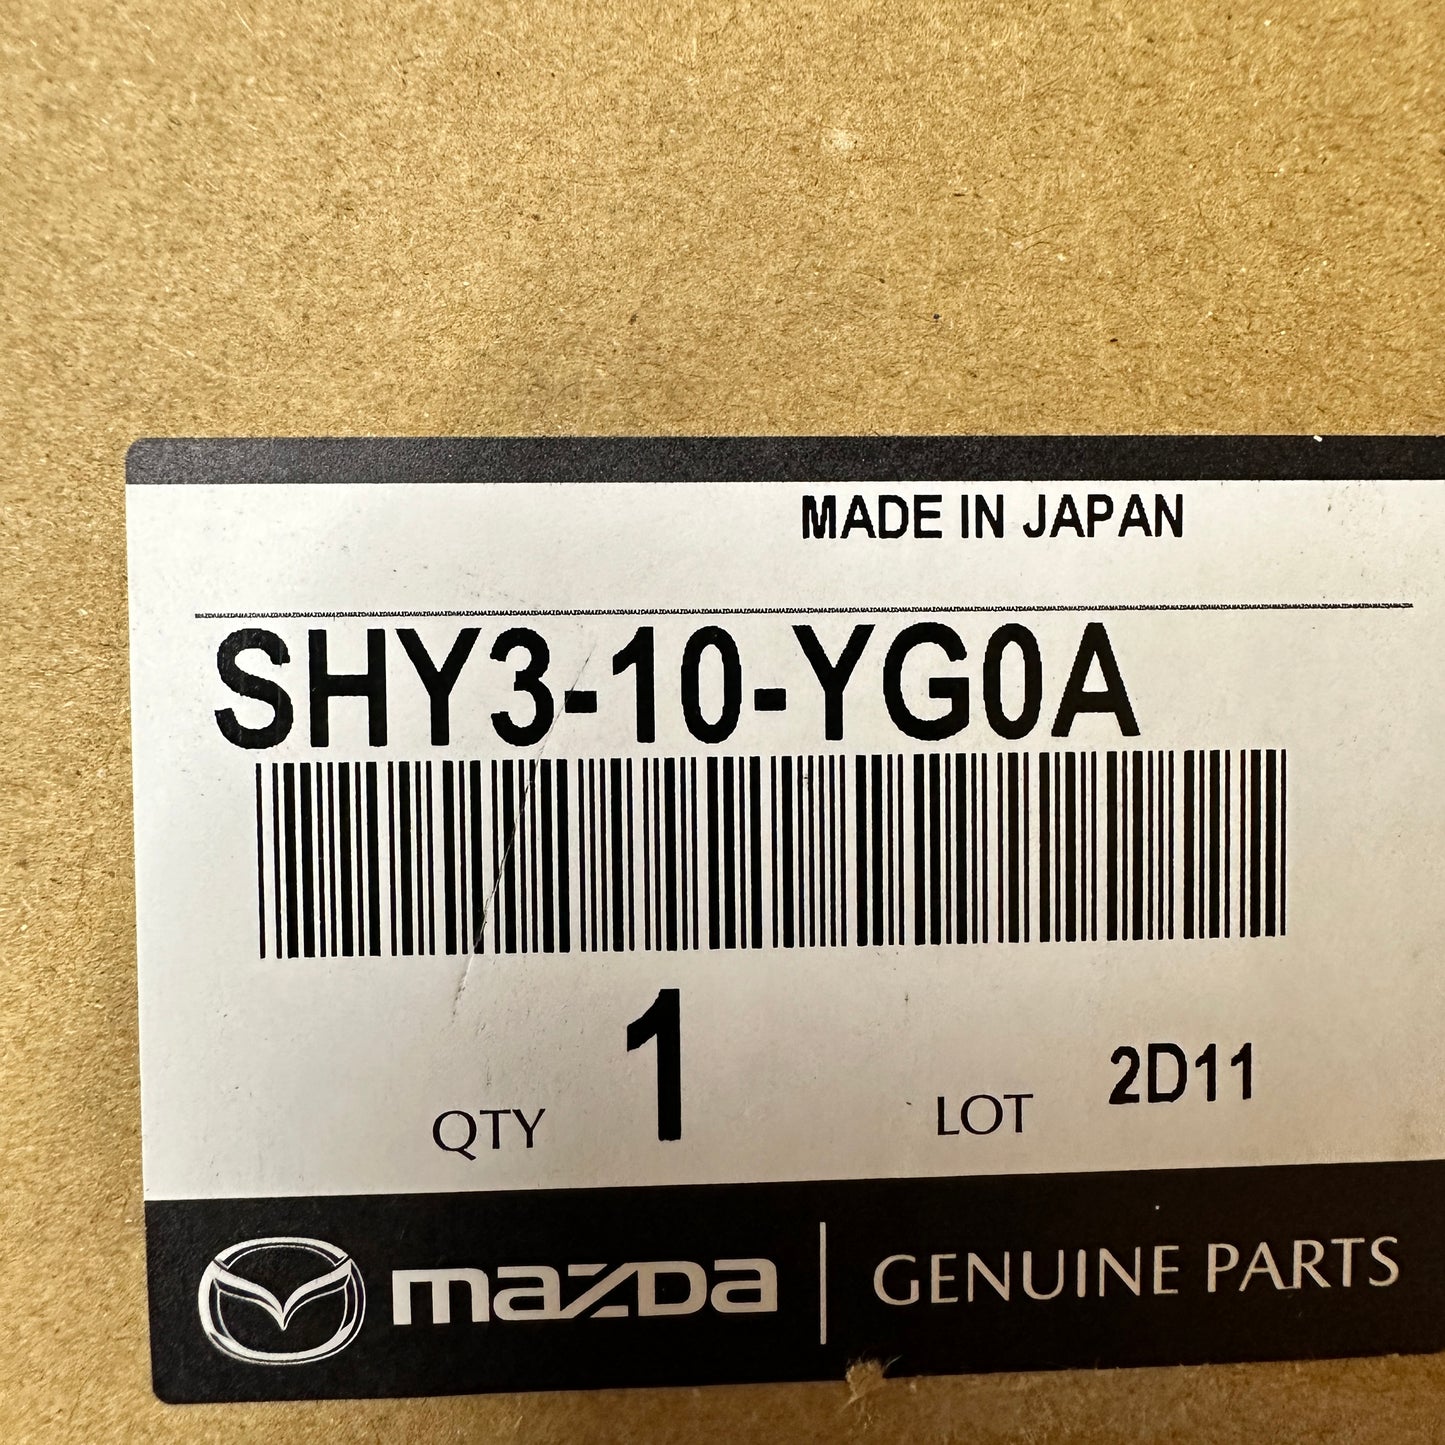 MADE IN JAPAN
SHY3-10-YG0A
QTY 1 LOT 2D11
mazda GENUINE PARTS